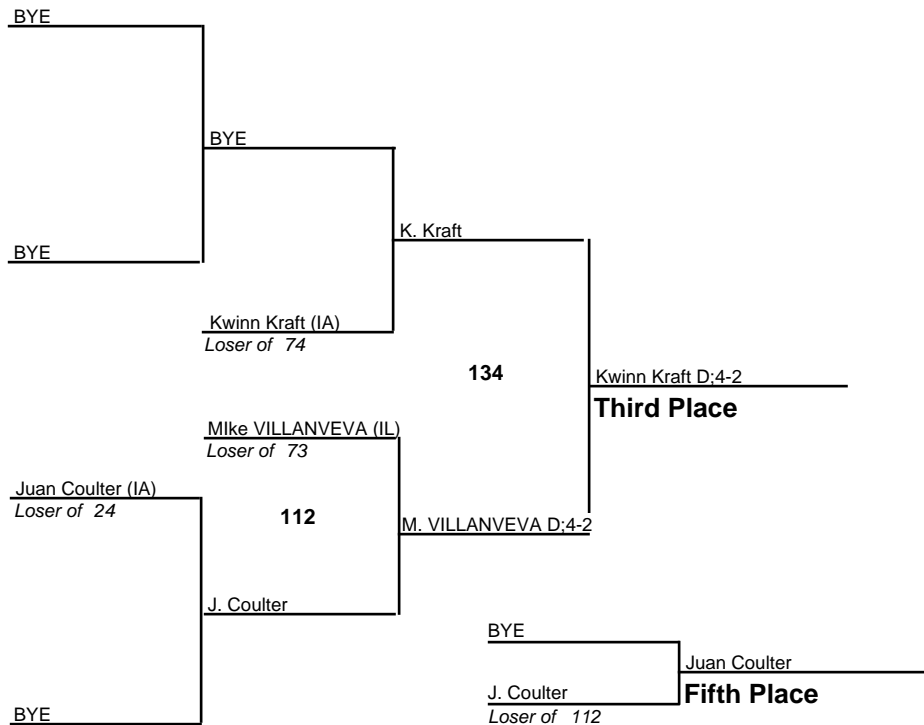 BYE
BYE
K. Kraft
BYE
Kwinn Kraft (IA)
Loser of 74
134
Kwinn Kraft D;4-2
Third Place
MIke VILLANVEVA (IL)
Loser of 73
Juan Coulter (IA)
Loser of 24
112
M. VILLANVEVA D;4-2
J. Coulter
BYE
Juan Coulter
Fifth Place
J. Coulter
Loser of 112
BYE